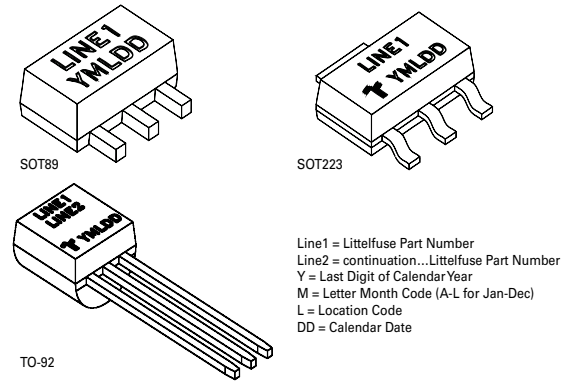 LINE1
YMLDD
SOT89
LINE1
YMLDD
SOT223
LINE1
LINE2
YMLDD
TO-92
Line1 = Littelfuse Part Number
Line2 = continuation...Littelfuse Part Number
Y = Last Digit of Calendar Year
M = Letter Month Code (A-L for Jan-Dec)
L = Location Code
DD = Calendar Date